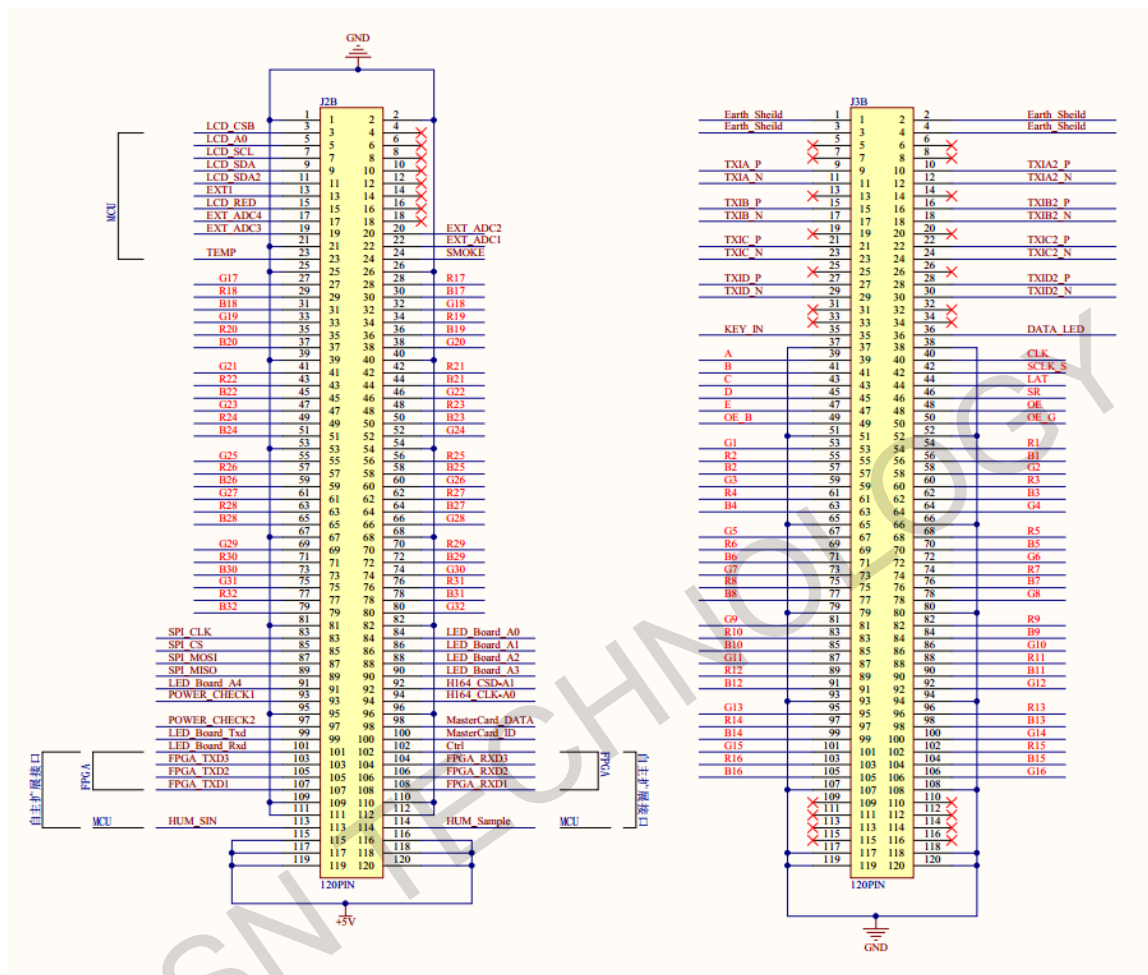 GND
J2B
1 1 2 2
LCD_CSB 3 3 4 4
LCD_A0 5 5 6 6
LCD_SCL 7 7 8 8
LCD_SDA 9 9 10 10
LCD_SDA2 11 11 12 12
EXT1 13 13 14 14
LCD_RED 15 15 16 16
EXT_ADC4 17 17 18 18
EXT_ADC3 19 19 20 20 EXT_ADC2
21 21 22 22 EXT_ADC1
TEMP 23 23 24 24 SMOKE
MCU
25 25 26 26
G17 27 27 28 28 R17
R18 29 29 30 30 B17
B18 31 31 32 32 G18
G19 33 33 34 34 R19
R20 35 35 36 36 B19
B20 37 37 38 38 G20
39 39 40 40
G21 41 41 42 42 R21
R22 43 43 44 44 B21
B22 45 45 46 46 G22
G23 47 47 48 48 R23
R24 49 49 50 50 B23
B24 51 51 52 52 G24
53 53 54 54
G25 55 55 56 56 R25
R26 57 57 58 58 B25
B26 59 59 60 60 G26
G27 61 61 62 62 R27
R28 63 63 64 64 B27
B28 65 65 66 66 G28
67 67 68 68
G29 69 69 70 70 R29
R30 71 71 72 72 B29
B30 73 73 74 74 G30
G31 75 75 76 76 R31
R32 77 77 78 78 B31
B32 79 79 80 80 G32
81 81 82 82
SPI_CLK 83 83 84 84 LED_Board_A0
SPI_CS 85 85 86 86 LED_Board_A1
SPI_MOSI 87 87 88 88 LED_Board_A2
SPI_MISO 89 89 90 90 LED_Board_A3
LED_Board_A4 91 91 92 92 H164_CSD-A1
POWER_CHECK1 93 93 94 94 H164_CLK-A0
95 95 96 96
POWER_CHECK2 97 97 98 98 MasterCard_DATA
LED_Board_Txd 99 99 100 100 MasterCard_ID
LED_Board_Rxd 101 101 102 102 Ctrl
FPGA_TXD3 103 103 104 104 FPGA_RXD3
FPGA_TXD2 105 105 106 106 FPGA_RXD2
FPGA_TXD1 107 107 108 108 FPGA_RXD1
FPGA FPGA
自主扩展接口 自主扩展接口
109 109 110 110
111 111 112 112
MCU HUM_SIN 113 113 114 114 HUM_Sample MCU
115 115 116 116
117 117 118 118
119 119 120 120
120PIN
+5V
J3B
Earth_Sheild 1 1 2 2 Earth_Sheild
Earth_Sheild 3 3 4 4 Earth_Sheild
5 5 6 6
7 7 8 8
TXIA_P 9 9 10 10 TXIA2_P
TXIA_N 11 11 12 12 TXIA2_N
13 13 14 14
TXIB_P 15 15 16 16 TXIB2_P
TXIB_N 17 17 18 18 TXIB2_N
19 19 20 20
TXIC_P 21 21 22 22 TXIC2_P
TXIC_N 23 23 24 24 TXIC2_N
25 25 26 26
TXID_P 27 27 28 28 TXID2_P
TXID_N 29 29 30 30 TXID2_N
31 31 32 32
33 33 34 34
KEY_IN 35 35 36 36 DATA_LED
37 37 38 38
A 39 39 40 40 CLK
B 41 41 42 42 SCLK_S
C 43 43 44 44 LAT
D 45 45 46 46 SR
E 47 47 48 48 OE
OE_B 49 49 50 50 OE_G
51 51 52 52
G1 53 53 54 54 R1
R2 55 55 56 56 B1
B2 57 57 58 58 G2
G3 59 59 60 60 R3
R4 61 61 62 62 B3
B4 63 63 64 64 G4
65 65 66 66
G5 67 67 68 68 R5
R6 69 69 70 70 B5
B6 71 71 72 72 G6
G7 73 73 74 74 R7
R8 75 75 76 76 B7
B8 77 77 78 78 G8
79 79 80 80
G9 81 81 82 82 R9
R10 83 83 84 84 B9
B10 85 85 86 86 G10
G11 87 87 88 88 R11
R12 89 89 90 90 B11
B12 91 91 92 92 G12
93 93 94 94
G13 95 95 96 96 R13
R14 97 97 98 98 B13
B14 99 99 100 100 G14
G15 101 101 102 102 R15
R16 103 103 104 104 B15
B16 105 105 106 106 G16
107 107 108 108
109 109 110 110
111 111 112 112
113 113 114 114
115 115 116 116
117 117 118 118
119 119 120 120
120PIN
GND
SN TECHNOLOGY